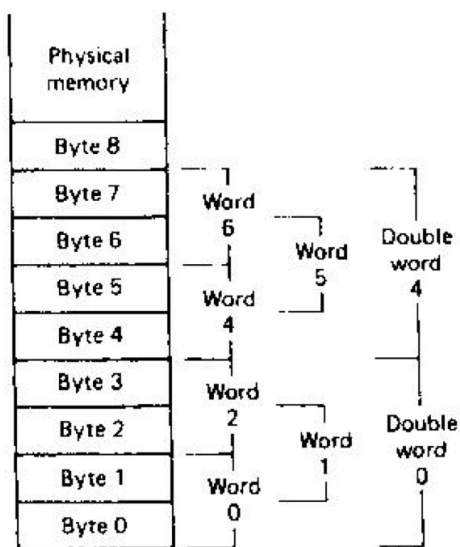 Physical
memory
Byte 8
Byte 7
Byte 6
Byte 5
Byte 4
Byte 3
Byte 2
Byte 1
Byte 0
Word
6
Word
4
Word
2
Word
0
Word
5
Word
1
Double
word
4
Double
word
0